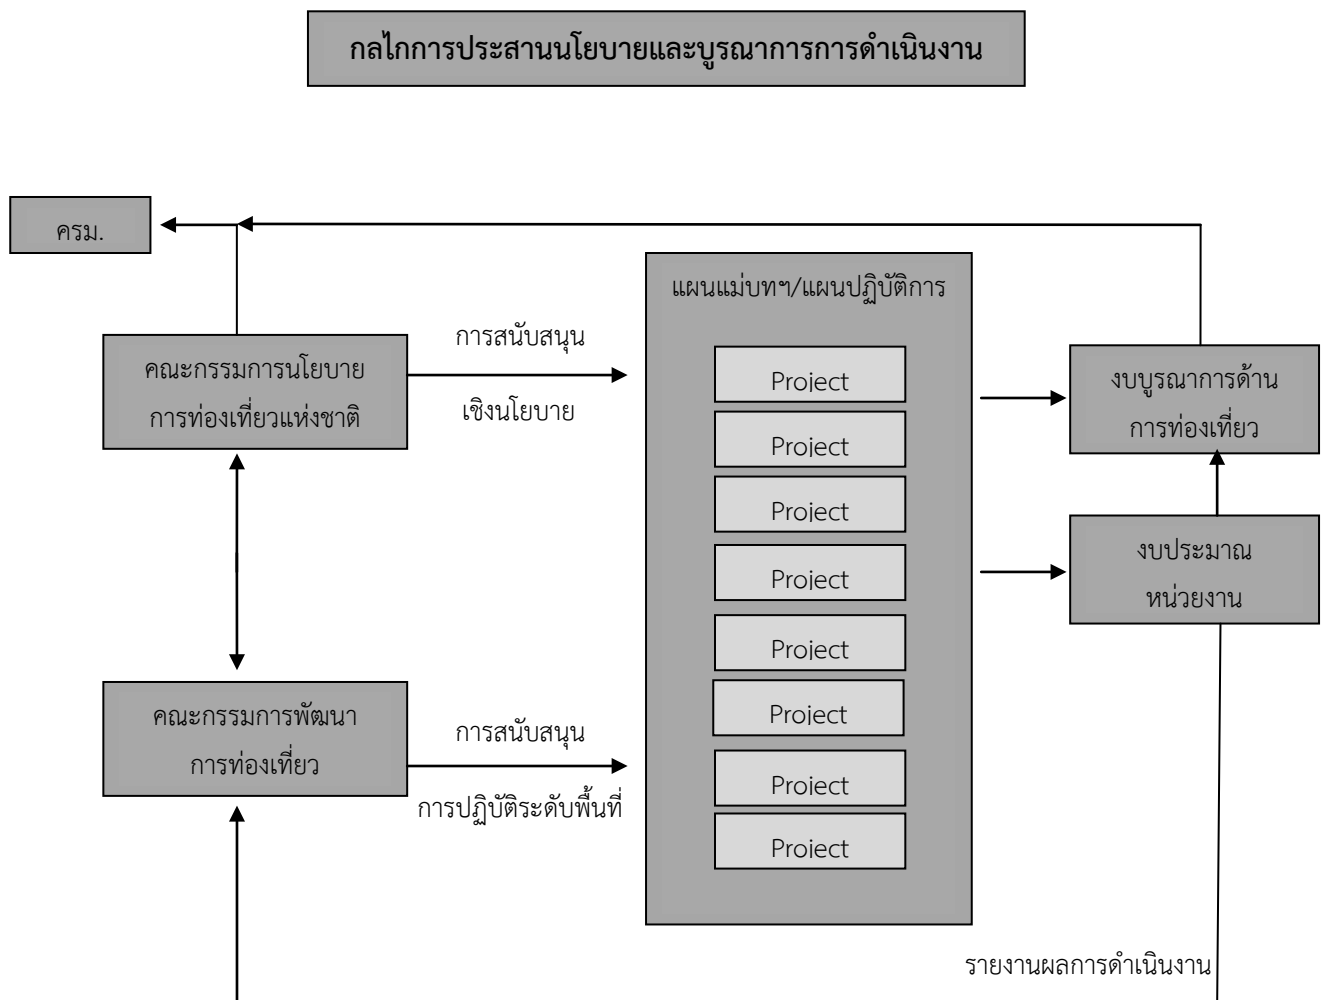 กลไกการประสานนโยบายและบูรณาการการดำเนินงาน
ครม.
คณะกรรมการนโยบาย
การท่องเที่ยวแห่งชาติ
การสนับสนุน
เชิงนโยบาย
แผนแม่บทฯ/แผนปฏิบัติการ
Project
Project
Project
Project
Project
Project
Project
Project
งบบูรณาการด้าน
การท่องเที่ยว
งบประมาณ
หน่วยงาน
คณะกรรมการพัฒนา
การท่องเที่ยว
การสนับสนุน
การปฏิบัติระดับพื้นที่
รายงานผลการดำเนินงาน